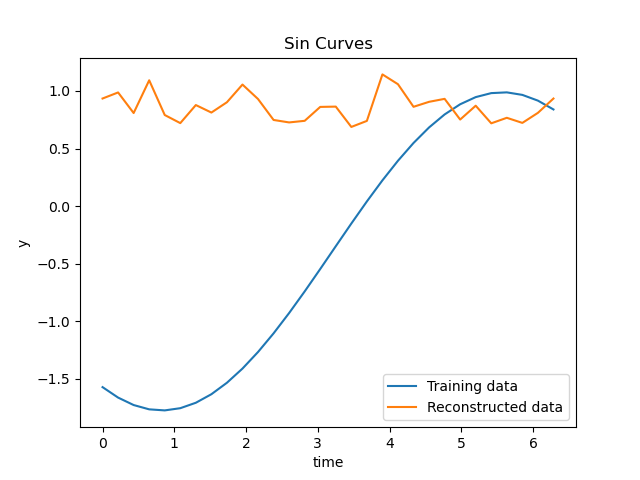 Sin Curves
1.0
0.5
0.0
−0.5
−1.0
−1.5
y
0 1 2 3 4 5 6
time
Training data
Reconstructed data